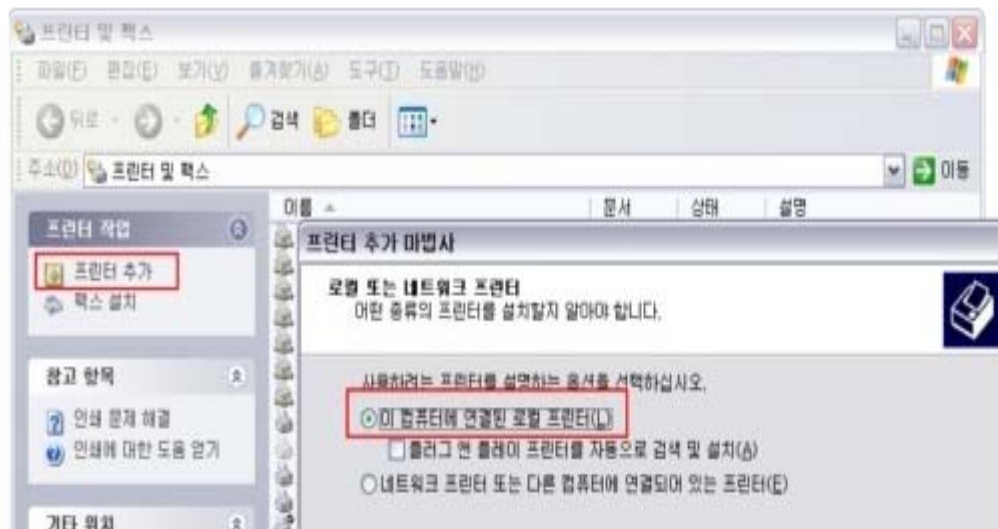 프린터 및 팩스
파일(F) 편집(E) 보기(V) 즐겨찾기(A) 도구(T) 도움말(H)
뒤로 검색 폴더
주소(D) 프린터 및 팩스 이동
이름 문서 상태 설명
프린터 작업
프린터 추가
팩스 설치
참고 항목
인쇄 문제 해결
인쇄에 대한 도움 얻기
기타 위치
프린터 추가 마법사
로컬 또는 네트워크 프린터
어떤 종류의 프린터를 설치할지 알아야 합니다.
사용하려는 프린터를 설명하는 옵션을 선택하십시오.
이 컴퓨터에 연결된 로컬 프린터(L)
플러그 앤 플레이 프린터를 자동으로 검색 및 설치(A)
네트워크 프린터 또는 다른 컴퓨터에 연결되어 있는 프린터(E)